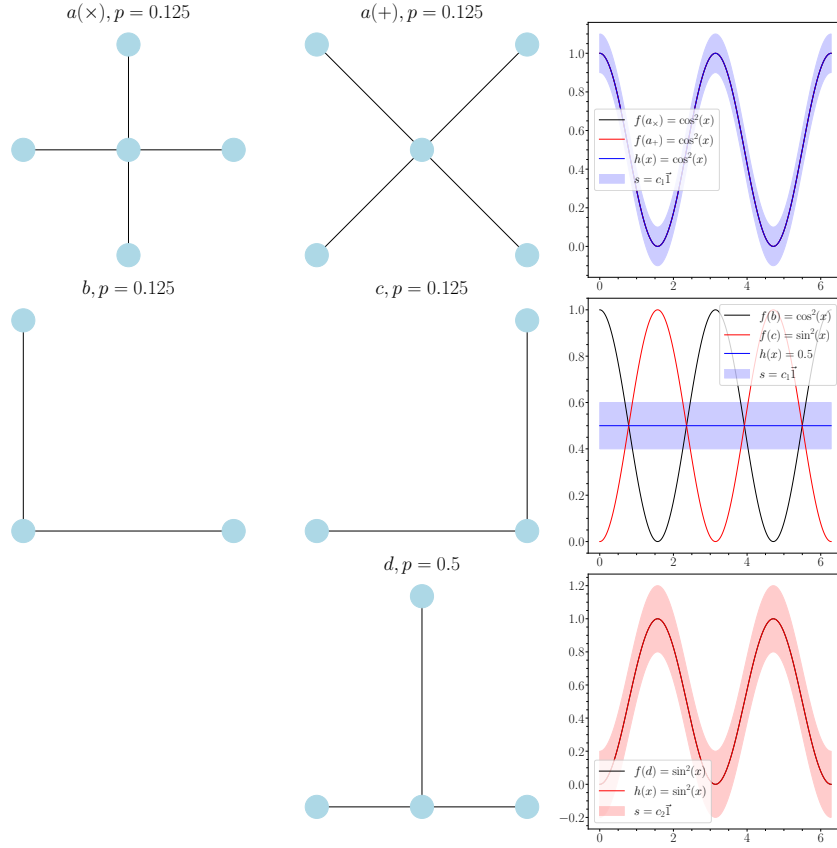 a(×), p = 0.125
a(+), p = 0.125
1.0
0.8
0.6
0.4
0.2
0.0
f(a×) = cos²(x)
f(a₊) = cos²(x)
h(x) = cos²(x)
s = c₁1⃗
0 2 4 6
b, p = 0.125
c, p = 0.125
1.0
0.8
0.6
0.4
0.2
0.0
f(b) = cos²(x)
f(c) = sin²(x)
h(x) = 0.5
s = c₁1⃗
0 2 4 6
d, p = 0.5
1.2
1.0
0.8
0.6
0.4
0.2
0.0
−0.2
f(d) = sin²(x)
h(x) = sin²(x)
s = c₂1⃗
0 2 4 6